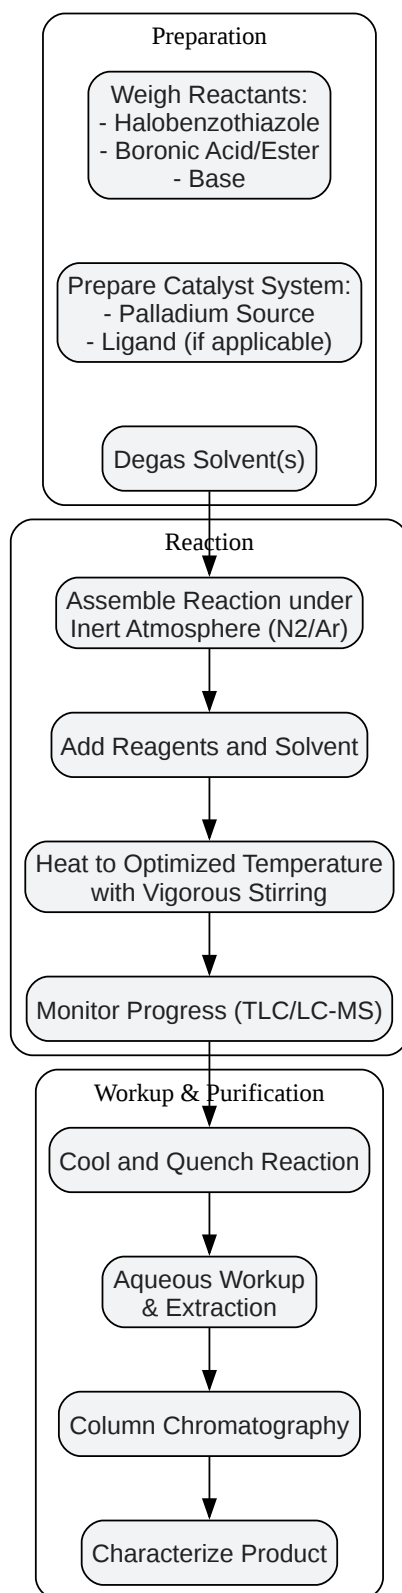 Preparation
Weigh Reactants:
- Halobenzothiazole
- Boronic Acid/Ester
- Base
Prepare Catalyst System:
- Palladium Source
- Ligand (if applicable)
Degas Solvent(s)
Reaction
Assemble Reaction under
Inert Atmosphere (N2/Ar)
Add Reagents and Solvent
Heat to Optimized Temperature
with Vigorous Stirring
Monitor Progress (TLC/LC-MS)
Workup & Purification
Cool and Quench Reaction
Aqueous Workup
& Extraction
Column Chromatography
Characterize Product